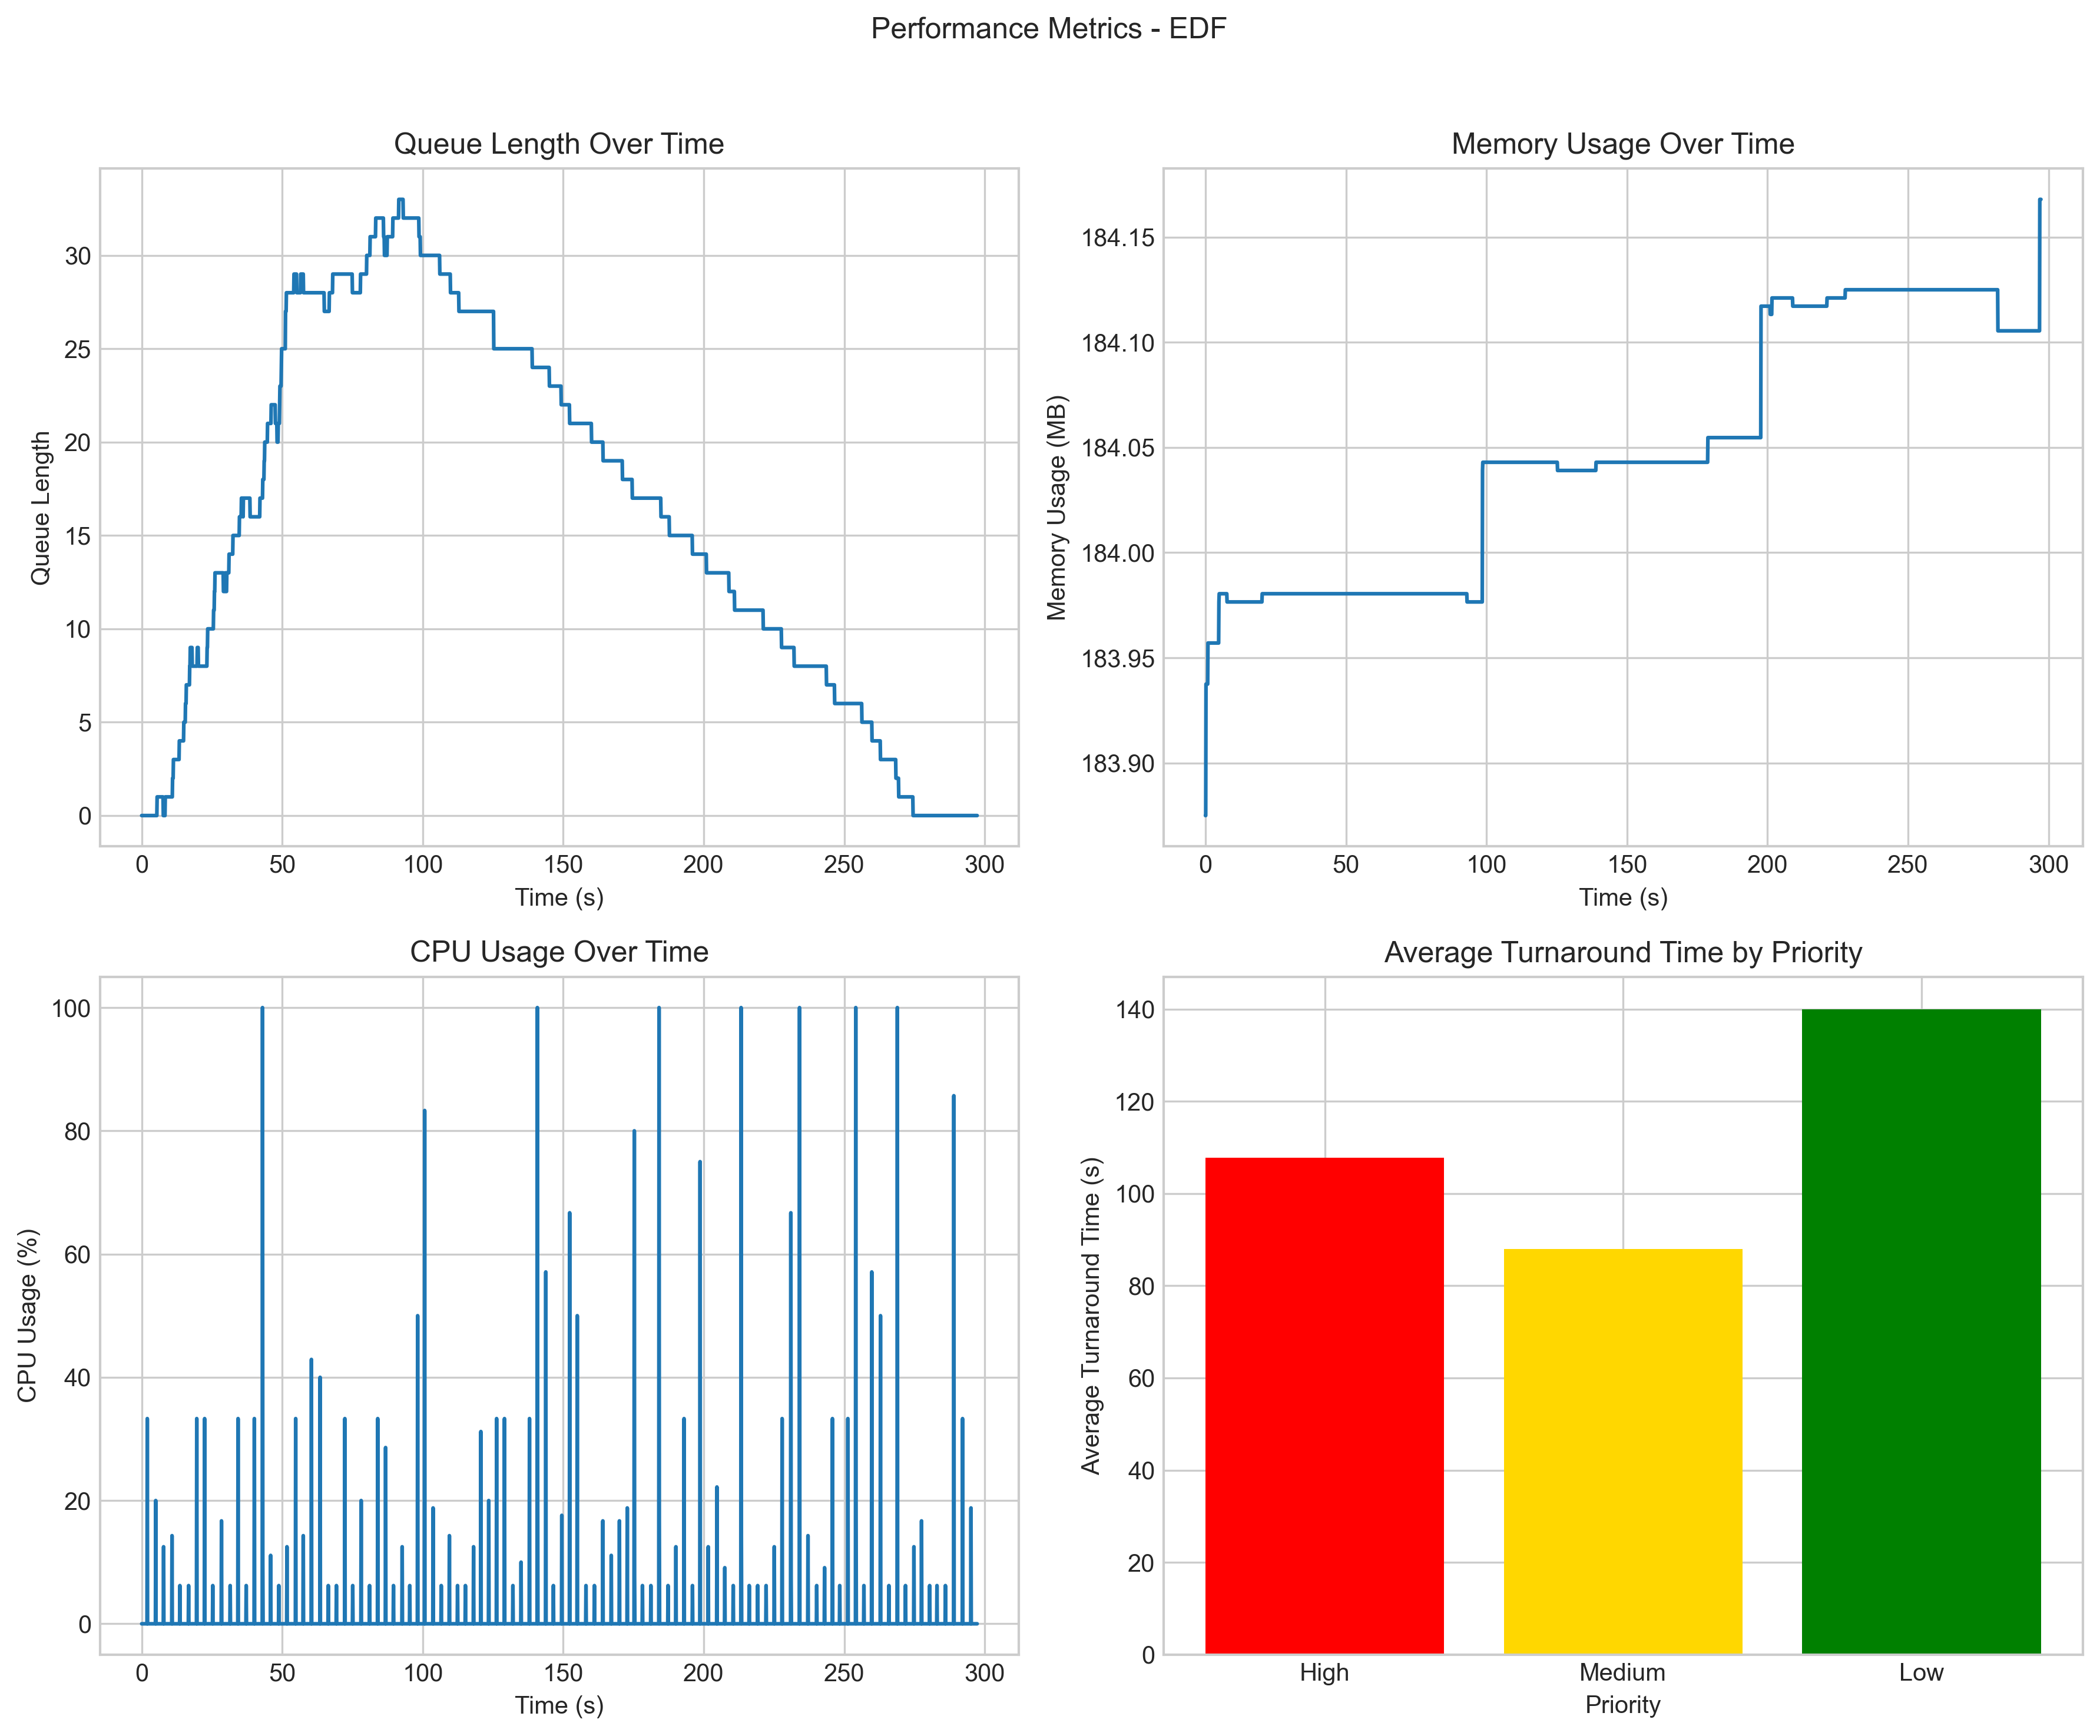 Performance Metrics - EDF
Queue Length Over Time
Queue Length
30
25
20
15
10
5
0
0 50 100 150 200 250 300
Time (s)
Memory Usage Over Time
Memory Usage (MB)
184.15
184.10
184.05
184.00
183.95
183.90
0 50 100 150 200 250 300
Time (s)
CPU Usage Over Time
CPU Usage (%)
100
80
60
40
20
0
0 50 100 150 200 250 300
Time (s)
Average Turnaround Time by Priority
Average Turnaround Time (s)
140
120
100
80
60
40
20
0
High Medium Low
Priority